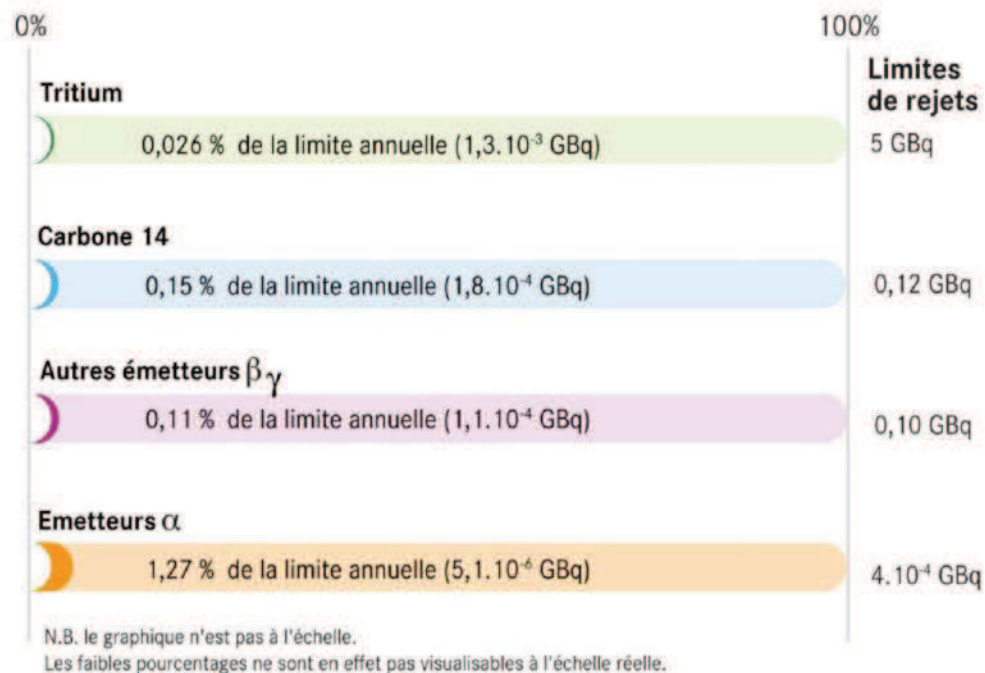 0% 100%
Limites
de rejets
Tritium
0,026 % de la limite annuelle (1,3.10⁻³ GBq) 5 GBq
Carbone 14
0,15 % de la limite annuelle (1,8.10⁻⁴ GBq) 0,12 GBq
Autres émetteurs βγ
0,11 % de la limite annuelle (1,1.10⁻⁴ GBq) 0,10 GBq
Emetteurs α
1,27 % de la limite annuelle (5,1.10⁻⁶ GBq) 4.10⁻⁴ GBq
N.B. le graphique n'est pas à l'échelle.
Les faibles pourcentages ne sont en effet pas visualisables à l'échelle réelle.